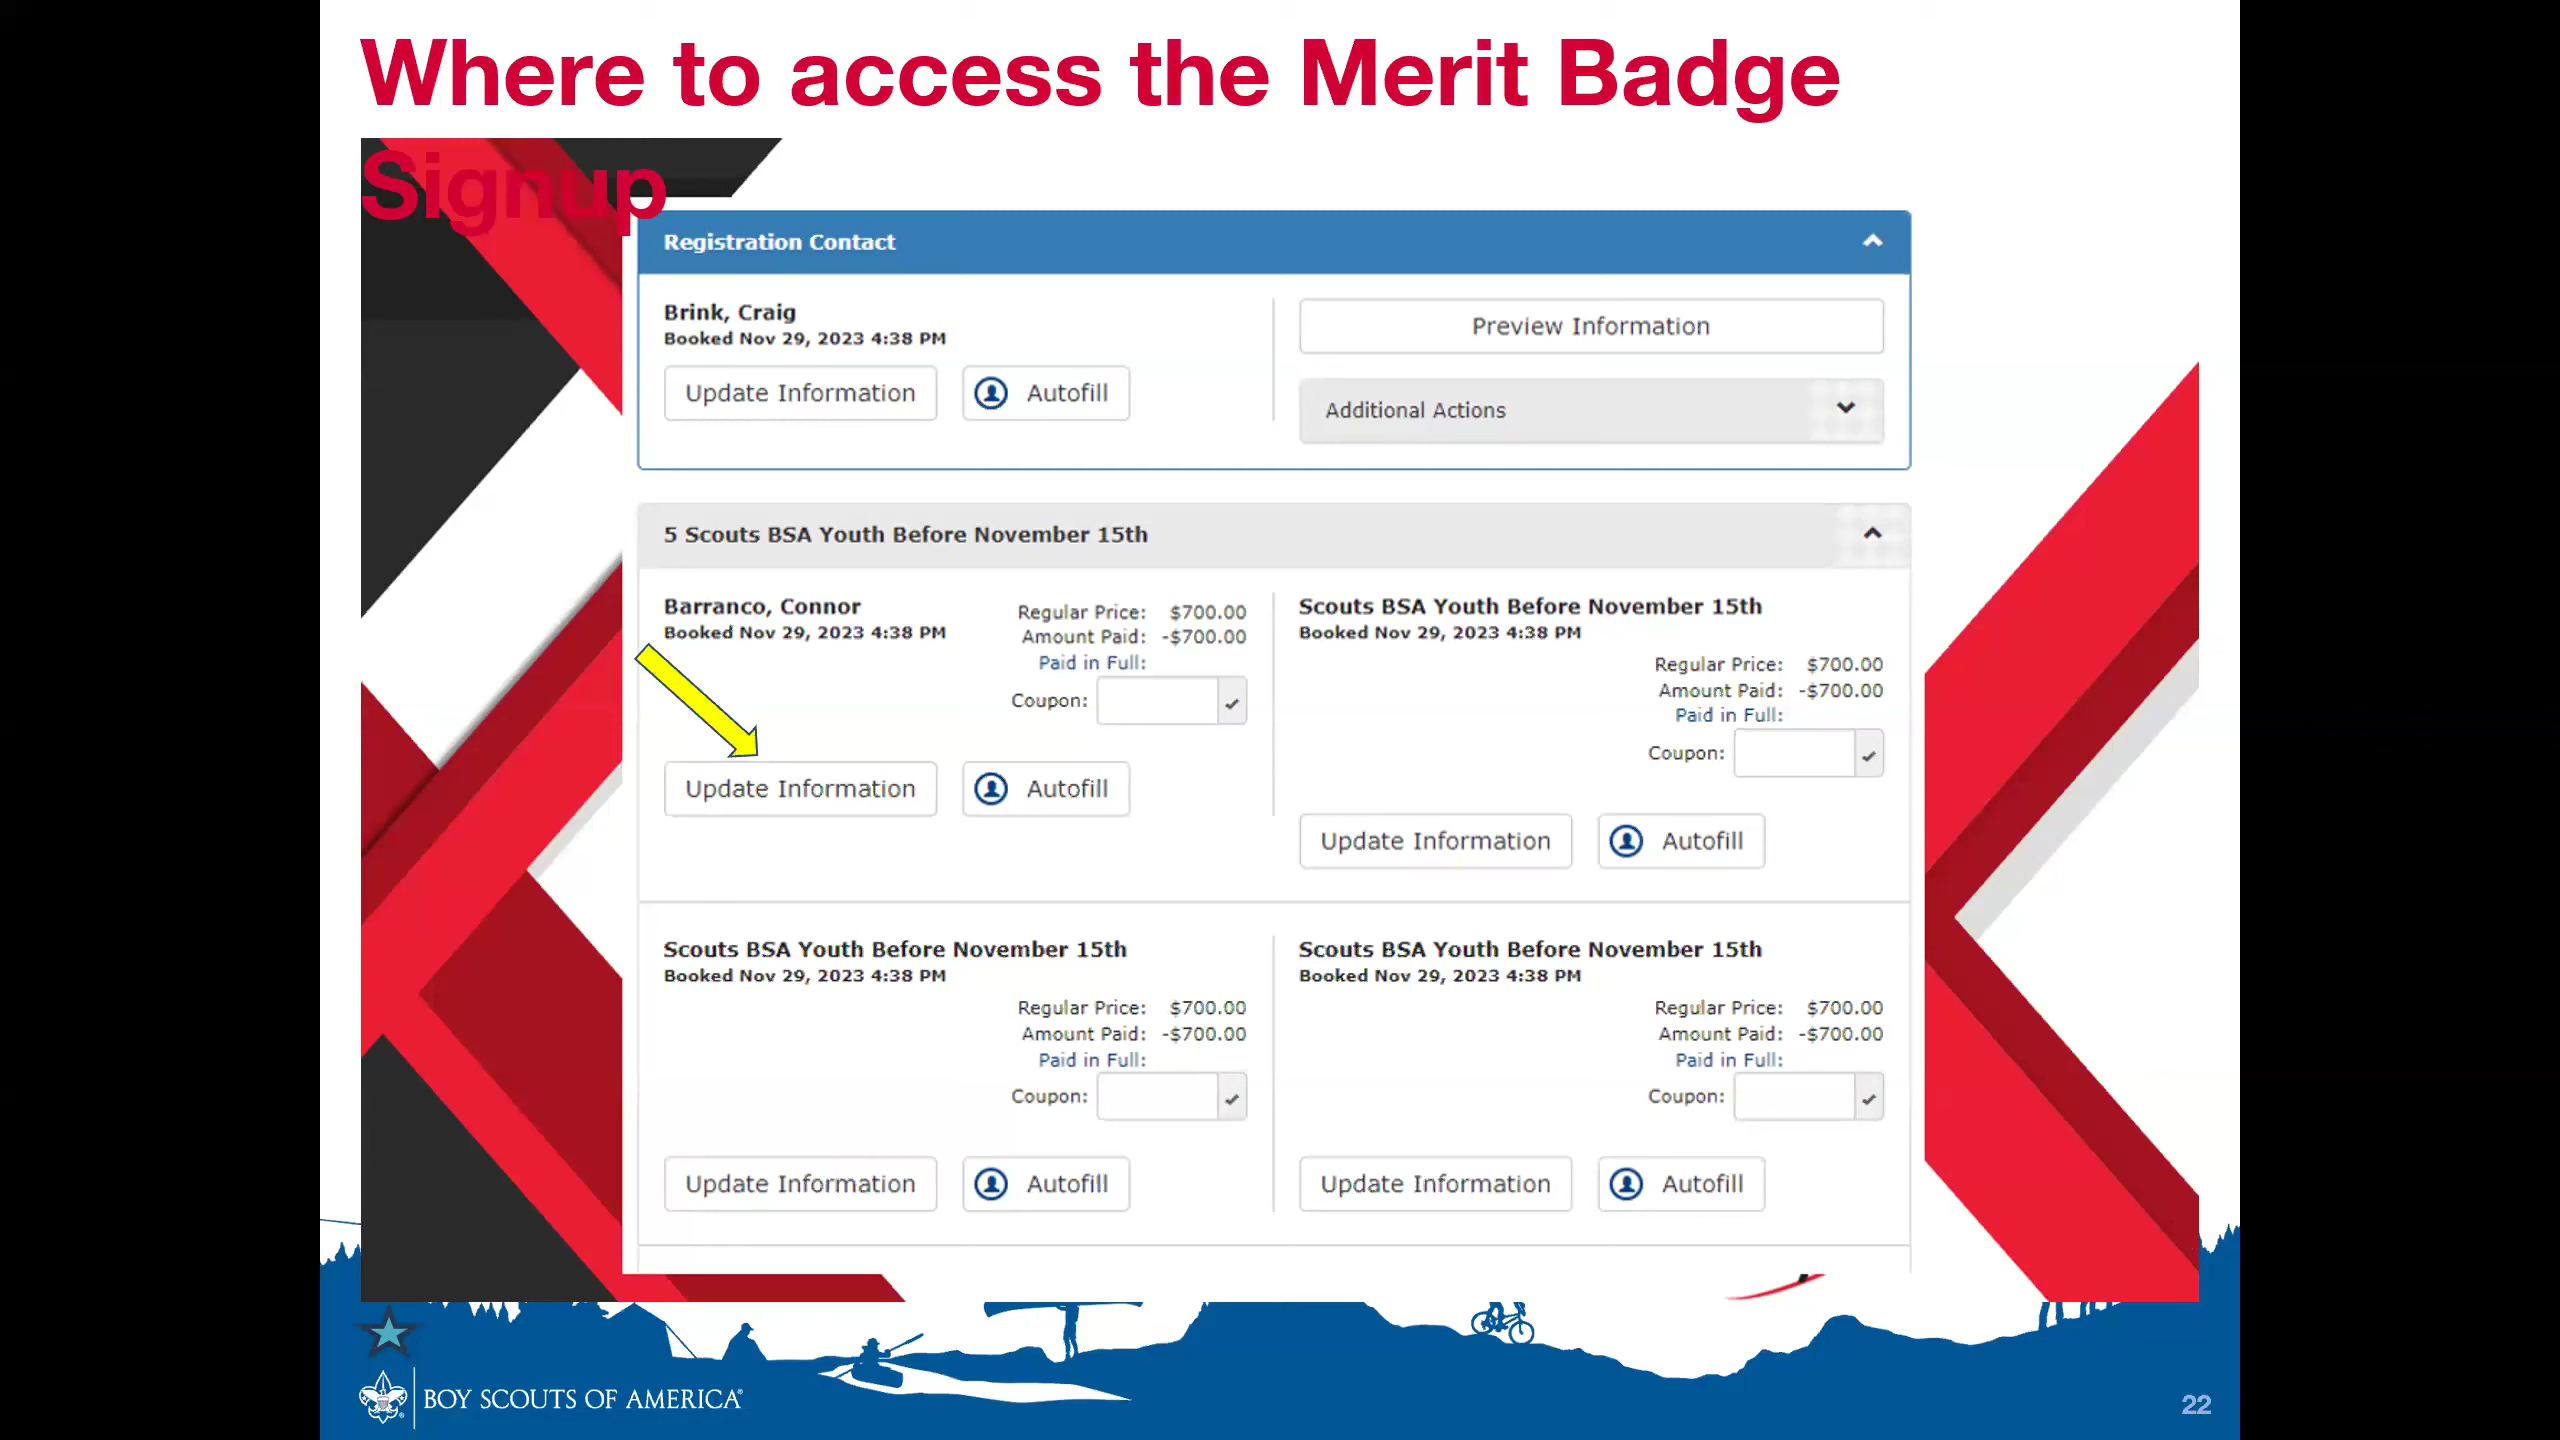 Where to access the Merit Badge
Signup
Registration Contact
Brink, Craig
Booked Nov 29, 2023 4:38 PM
Update Information
Autofill
Preview Information
Additional Actions
5 Scouts BSA Youth Before November 15th
Barranco, Connor
Booked Nov 29, 2023 4:38 PM
Regular Price: $700.00
Amount Paid: -$700.00
Paid in Full:
Coupon:
Update Information
Autofill
Scouts BSA Youth Before November 15th
Booked Nov 29, 2023 4:38 PM
Regular Price: $700.00
Amount Paid: -$700.00
Paid in Full:
Coupon:
Update Information
Autofill
Scouts BSA Youth Before November 15th
Booked Nov 29, 2023 4:38 PM
Regular Price: $700.00
Amount Paid: -$700.00
Paid in Full:
Coupon:
Update Information
Autofill
Scouts BSA Youth Before November 15th
Booked Nov 29, 2023 4:38 PM
Regular Price: $700.00
Amount Paid: -$700.00
Paid in Full:
Coupon:
Update Information
Autofill
BOY SCOUTS OF AMERICA®
22